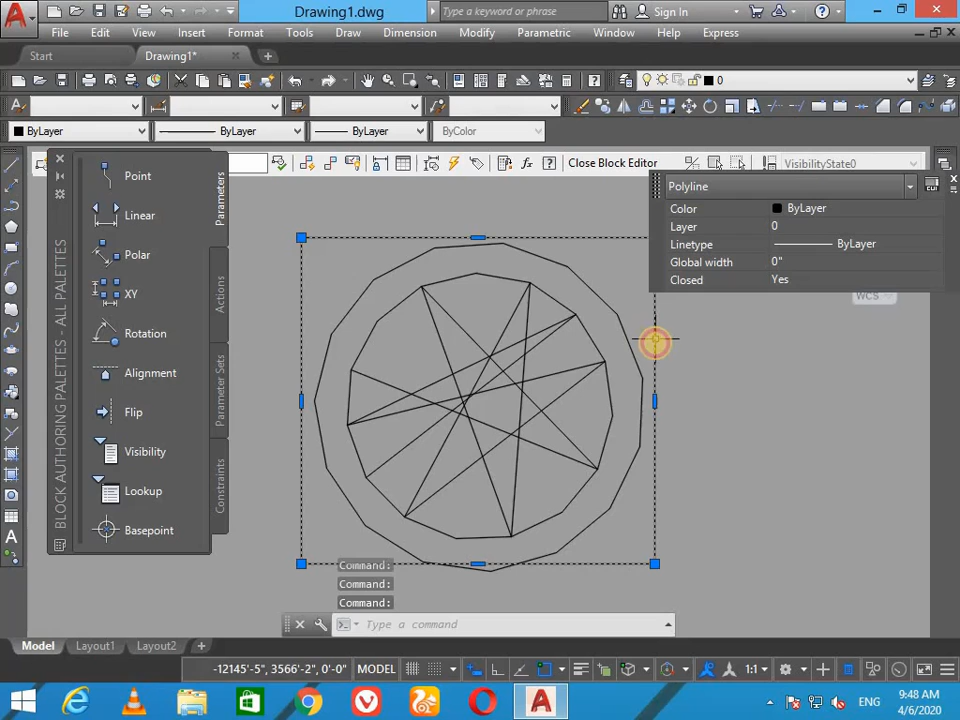 Drawing1.dwg
Type a keyword or phrase
Sign In
File Edit View Insert Format Tools Draw Dimension Modify Parametric Window Help Express
Start
Drawing1*
0
ByLayer
ByLayer
ByLayer
ByColor
Close Block Editor
VisibilityState0
BLOCK AUTHORING PALETTES - ALL PALETTES
Point
Linear
Polar
XY
Rotation
Alignment
Flip
Visibility
Lookup
Basepoint
Parameters
Actions
Parameter Sets
Constraints
Polyline
CUI
Color ByLayer
Layer 0
Linetype ByLayer
Global width 0"
Closed Yes
WCS
Command:
Command:
Command:
Type a command
Model Layout1 Layout2
-12145'-5", 3566'-2", 0'-0" MODEL
1:1
ENG
9:48 AM
4/6/2020